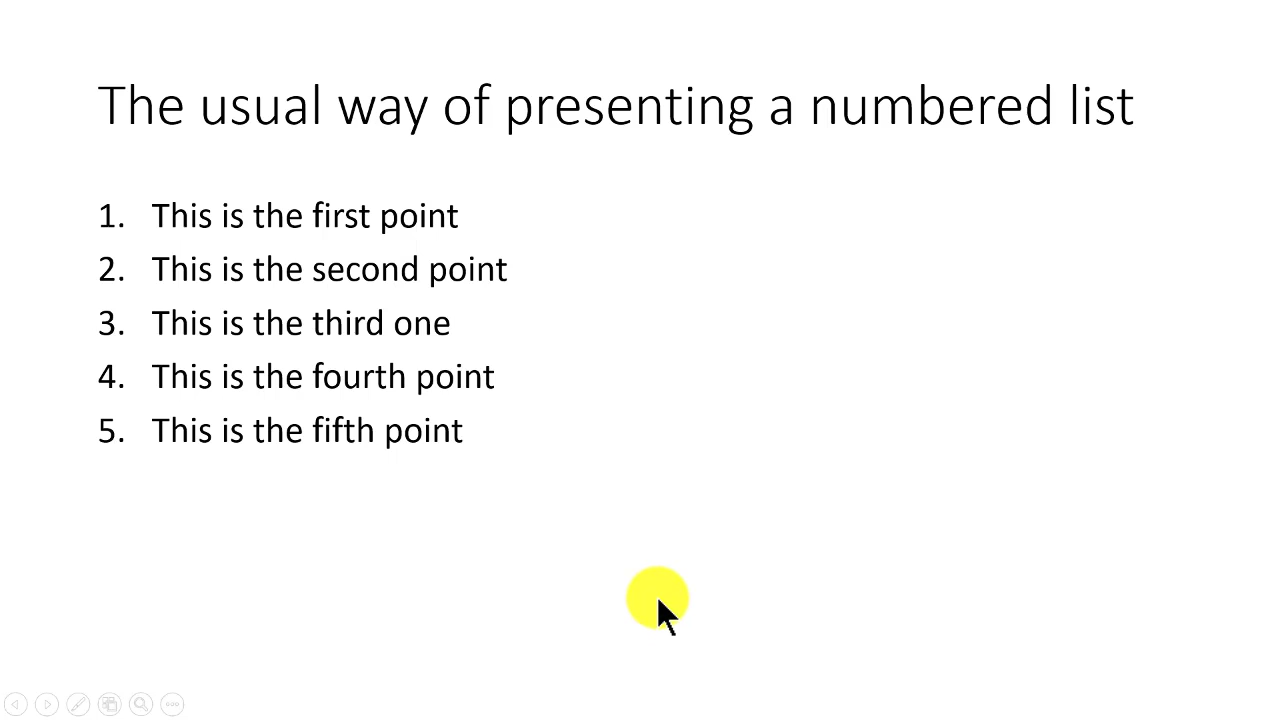 The usual way of presenting a numbered list
1. This is the first point
2. This is the second point
3. This is the third one
4. This is the fourth point
5. This is the fifth point